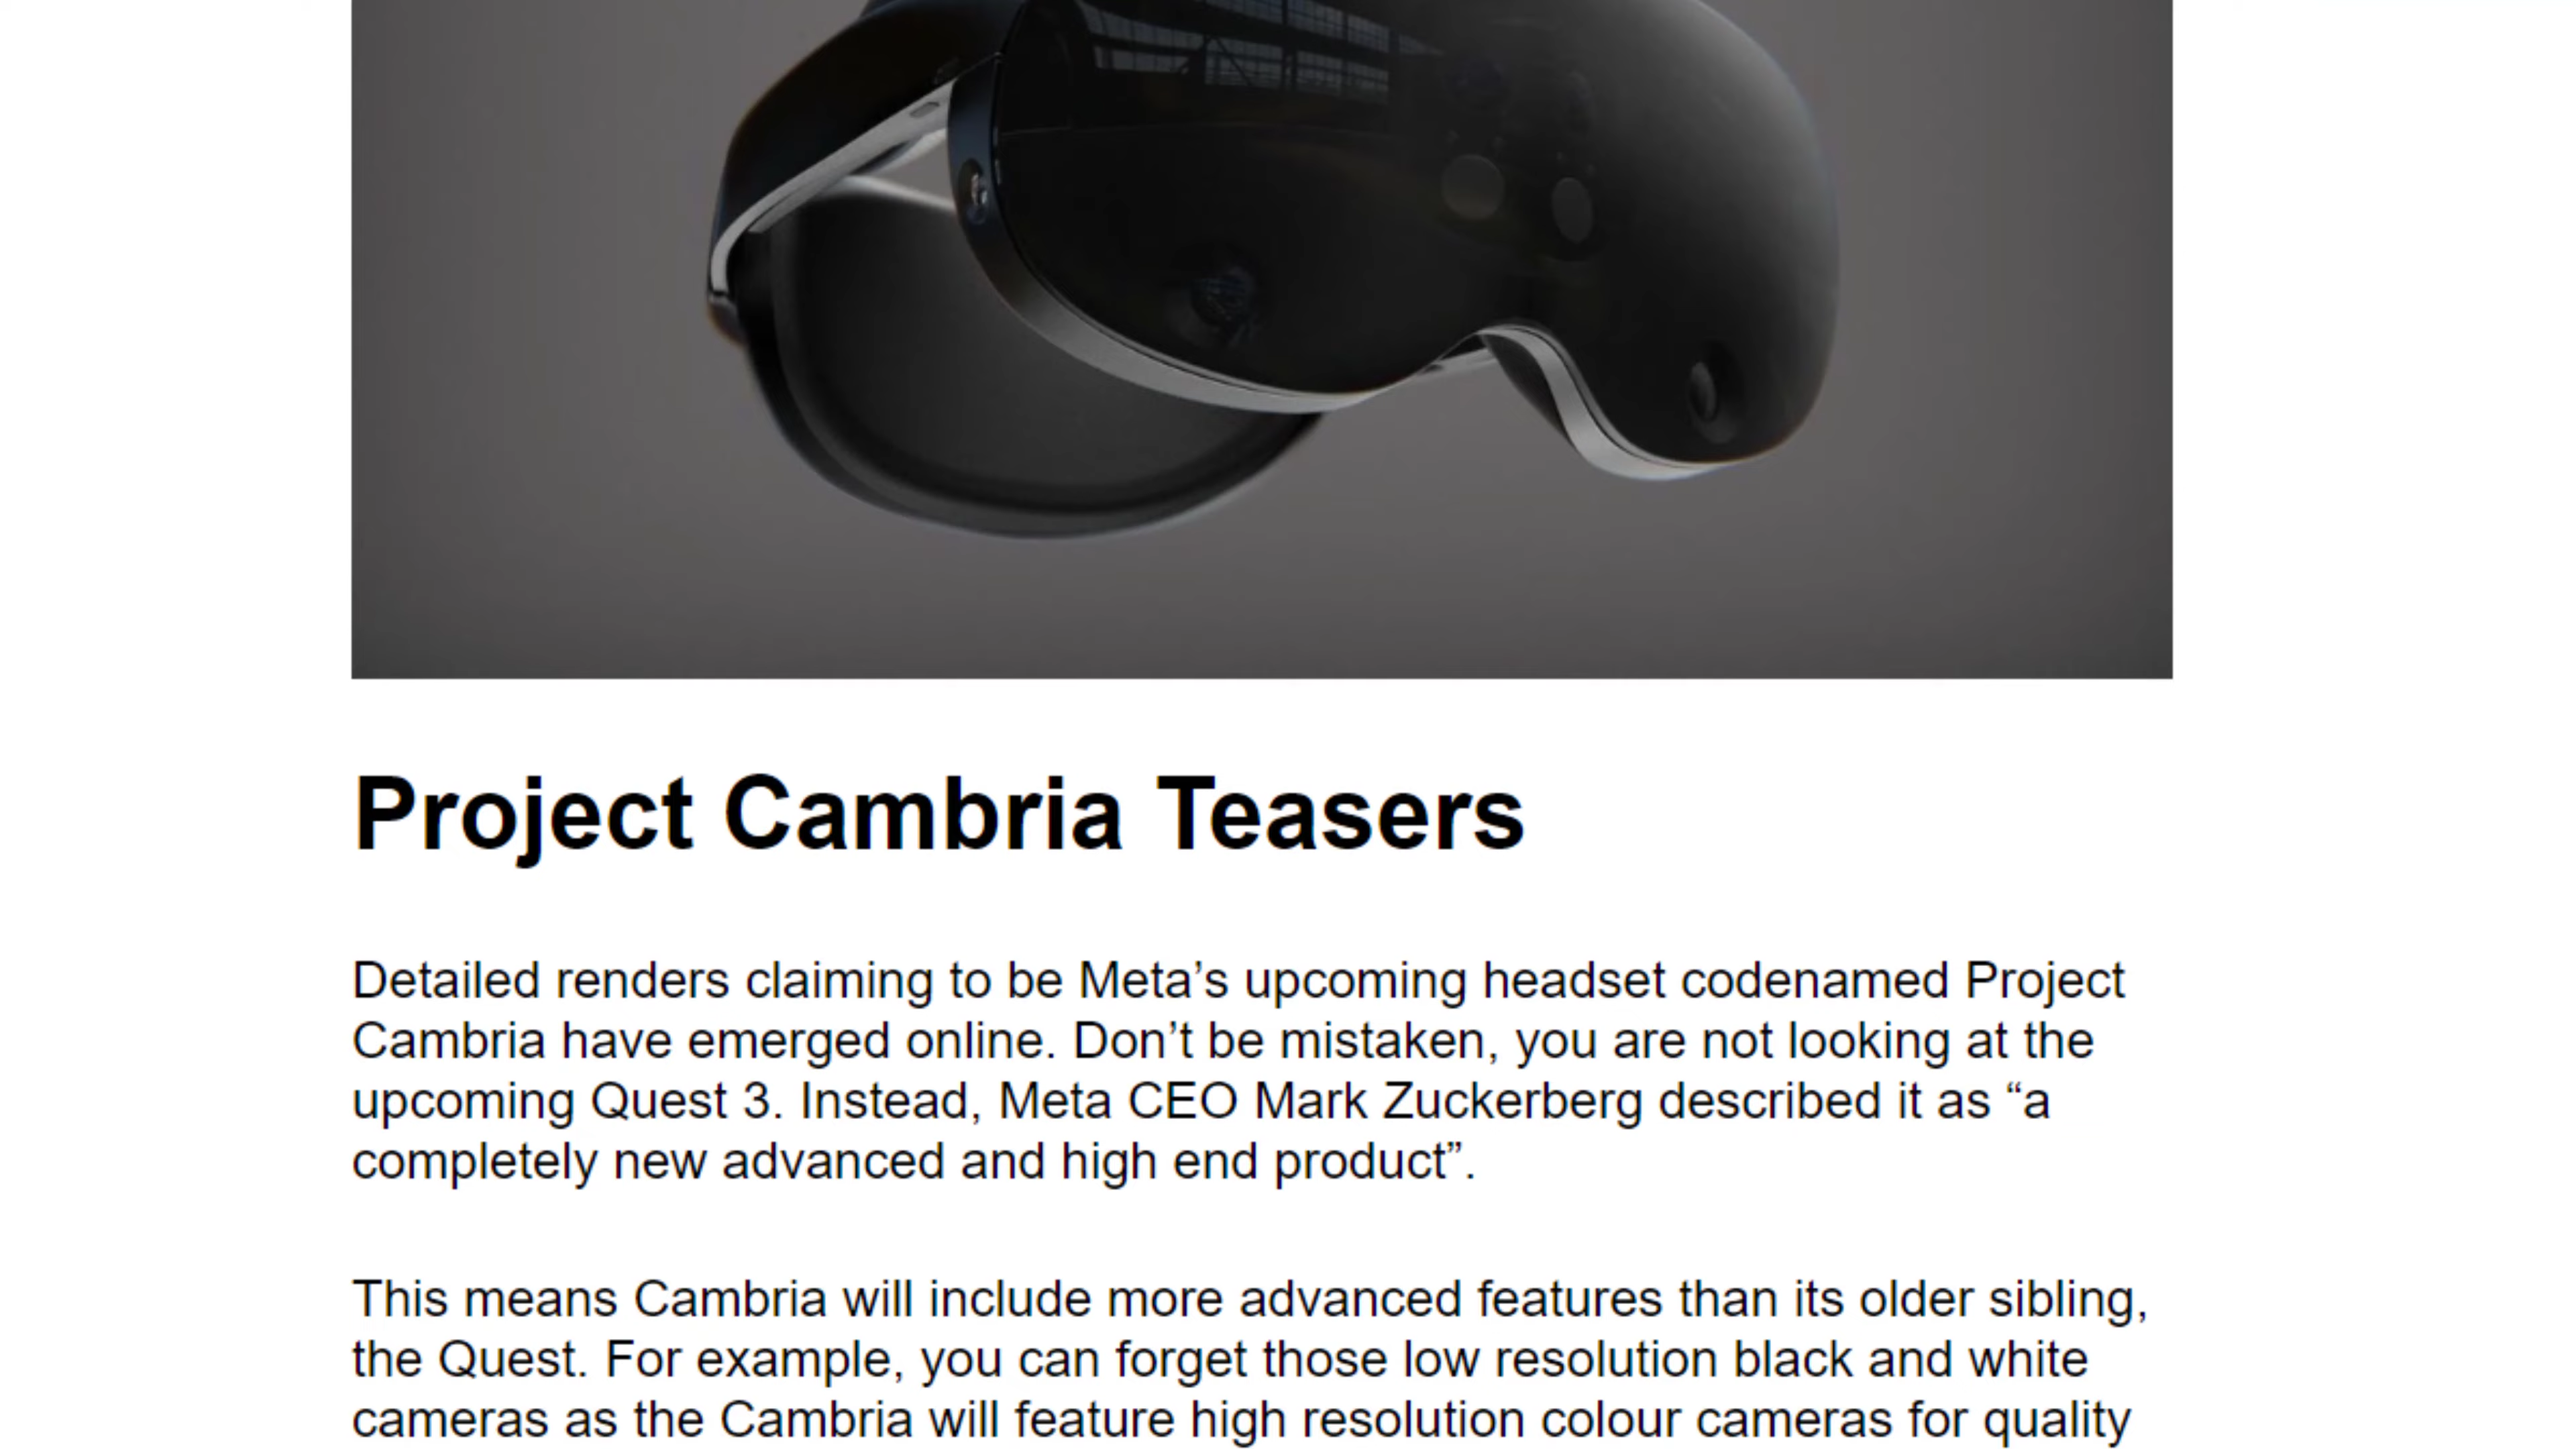 Project Cambria Teasers
Detailed renders claiming to be Meta’s upcoming headset codenamed Project
Cambria have emerged online. Don’t be mistaken, you are not looking at the
upcoming Quest 3. Instead, Meta CEO Mark Zuckerberg described it as “a
completely new advanced and high end product”.
This means Cambria will include more advanced features than its older sibling,
the Quest. For example, you can forget those low resolution black and white
cameras as the Cambria will feature high resolution colour cameras for quality